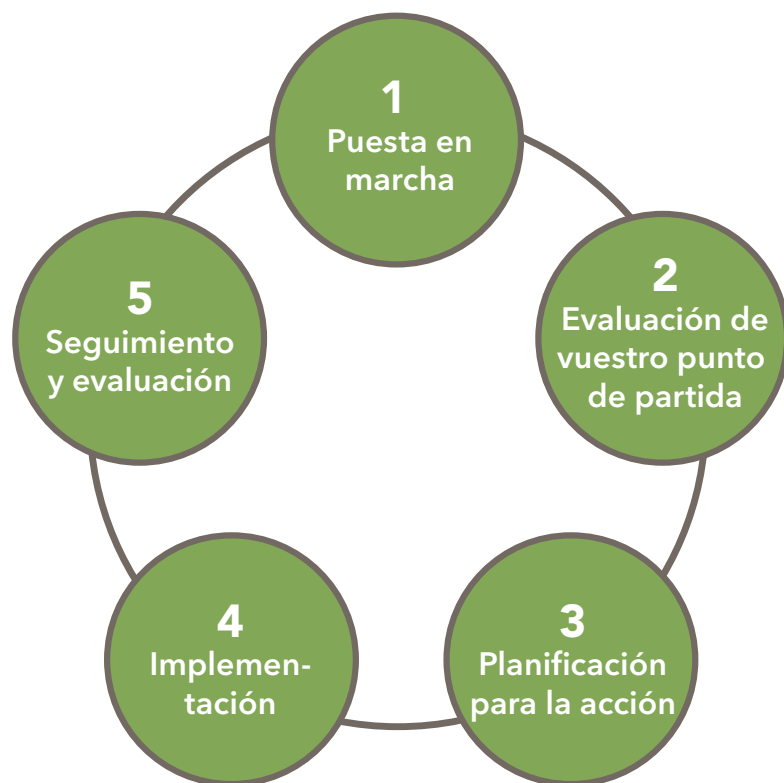 1
Puesta en
marcha
2
Evaluación de
vuestro punto
de partida
3
Planificación
para la acción
4
Implemen-
tación
5
Seguimiento
y evaluación